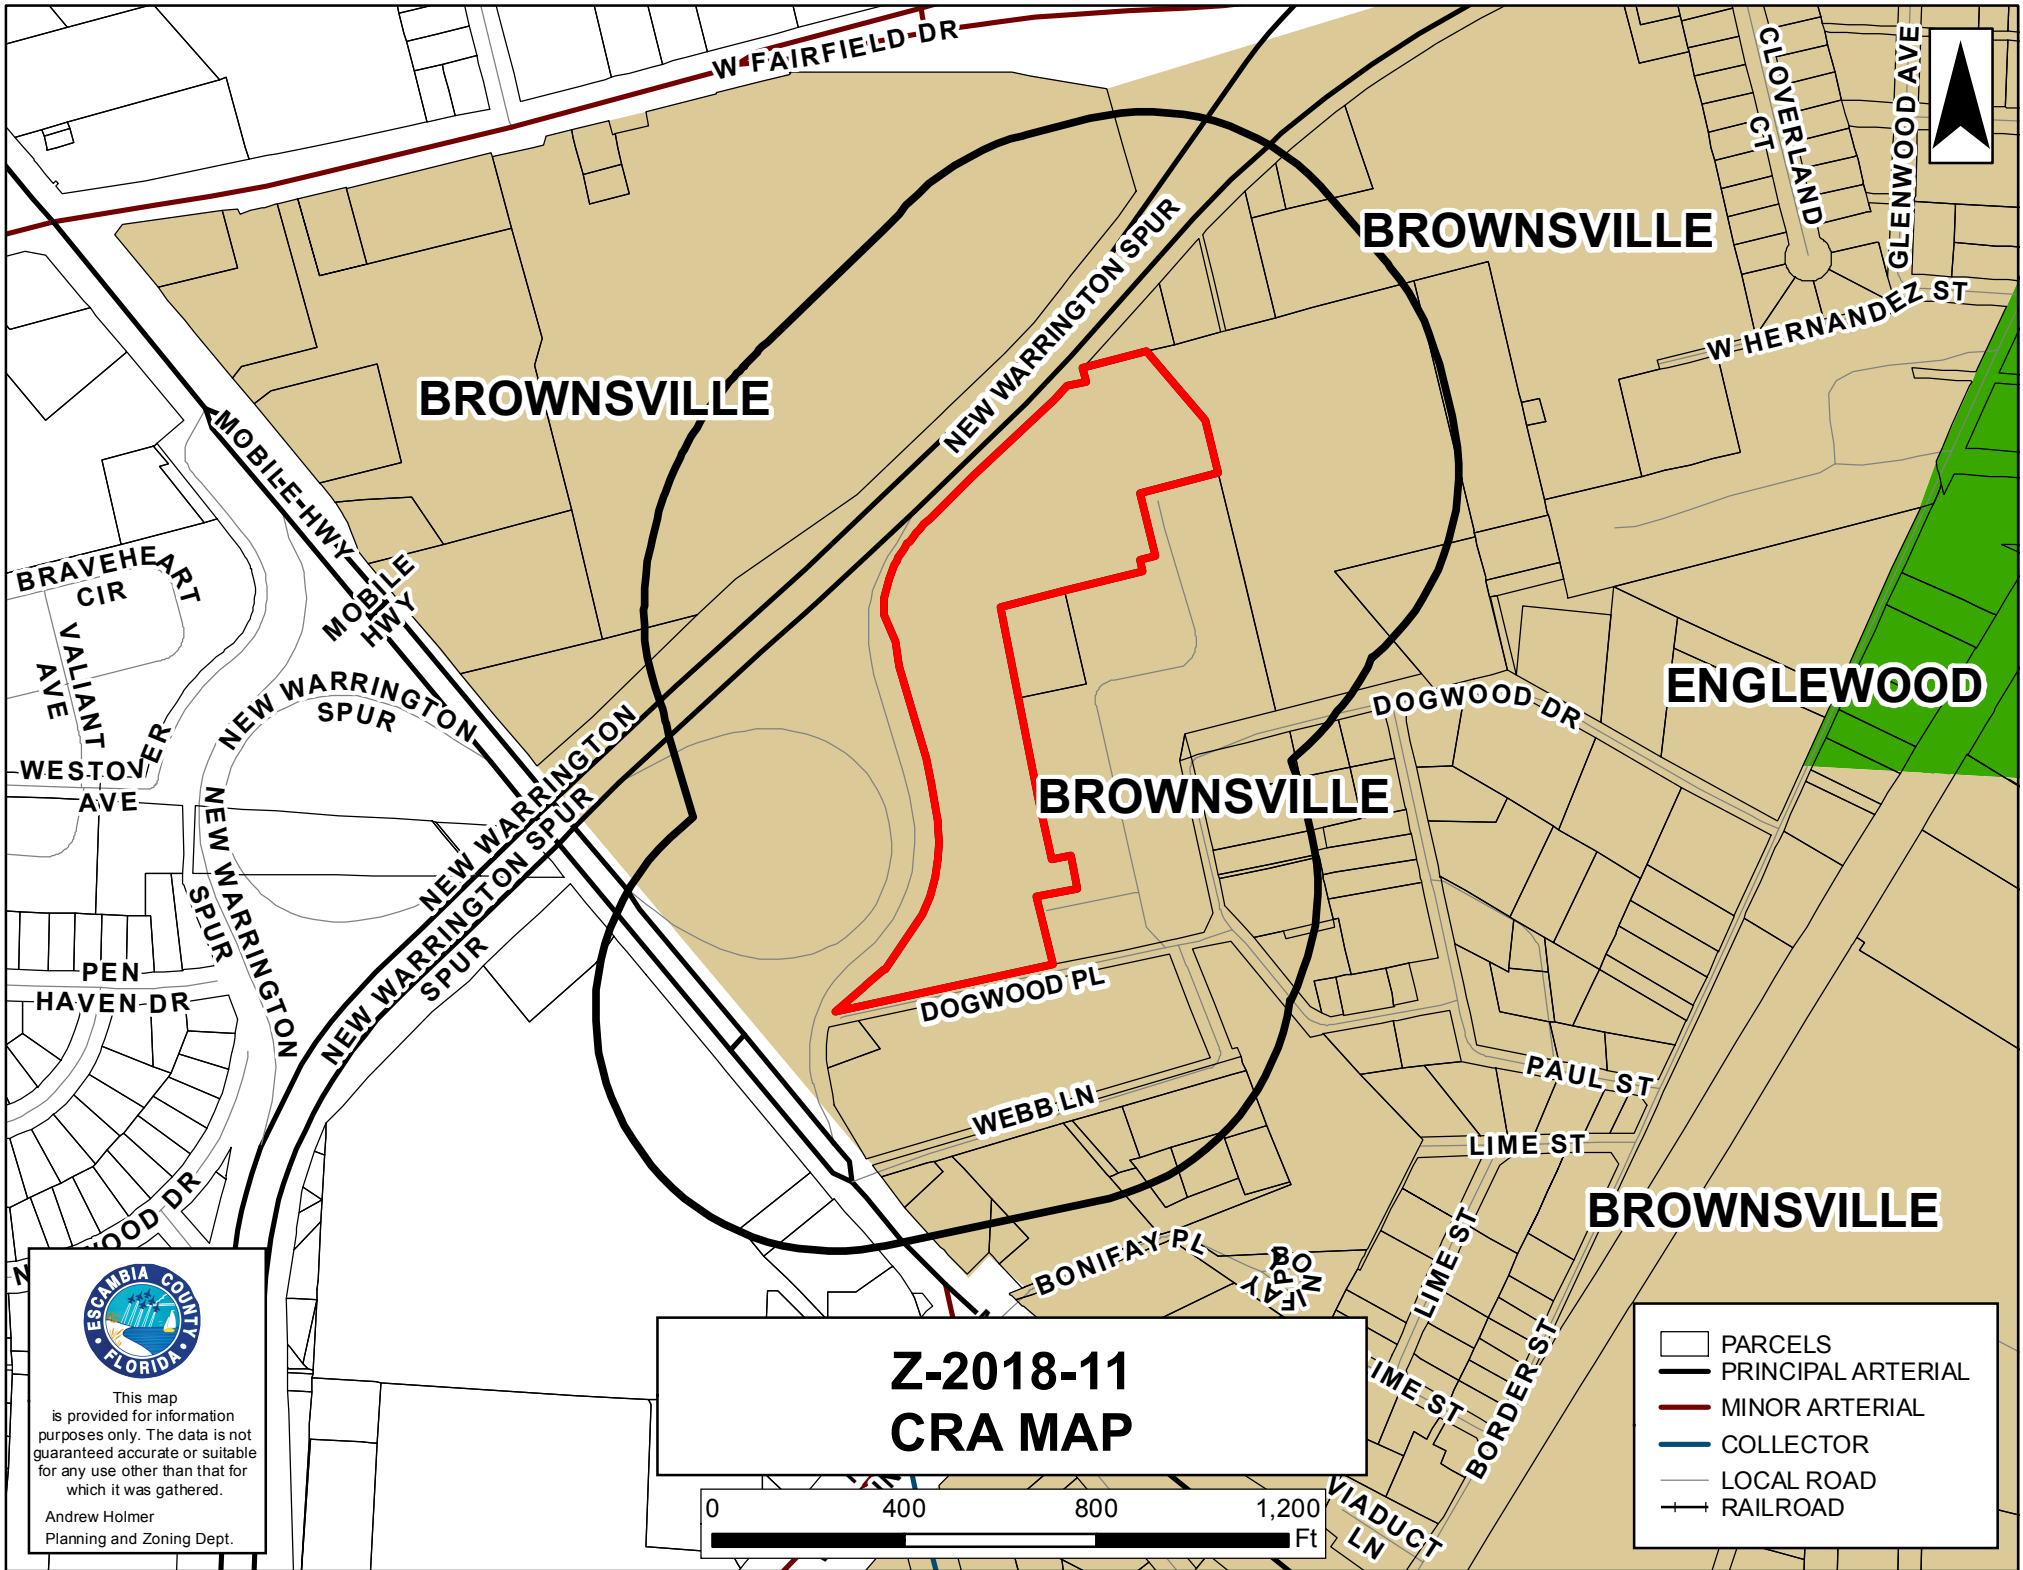 W FAIRFIELD DR
CLOVERLAND
CT
GLENWOOD AVE
BROWNSVILLE
NEW WARRINGTON SPUR
W HERNANDEZ ST
BROWNSVILLE
MOBILE HWY
MOBILE
HWY
BRAVEHEART
CIR
VALIANT
AVE
NEW WARRINGTON
SPUR
WESTOVER
AVE
ENGLEWOOD
DOGWOOD DR
BROWNSVILLE
NEW WARRINGTON
SPUR
NEW WARRINGTON
NEW WARRINGTON SPUR
SPUR
PEN
HAVEN DR
DOGWOOD PL
WEBB LN
PAUL ST
LIME ST
BROWNSVILLE
BONIFAY PL
BONIFAY
PL
LIME ST
IME ST
BORDER ST
VIADUCT
LN
WOOD DR
ESCAMBIA COUNTY
FLORIDA
This map
is provided for information
purposes only. The data is not
guaranteed accurate or suitable
for any use other than that for
which it was gathered.
Andrew Holmer
Planning and Zoning Dept.
Z-2018-11
CRA MAP
0 400 800 1,200
Ft
PARCELS
PRINCIPAL ARTERIAL
MINOR ARTERIAL
COLLECTOR
LOCAL ROAD
RAILROAD